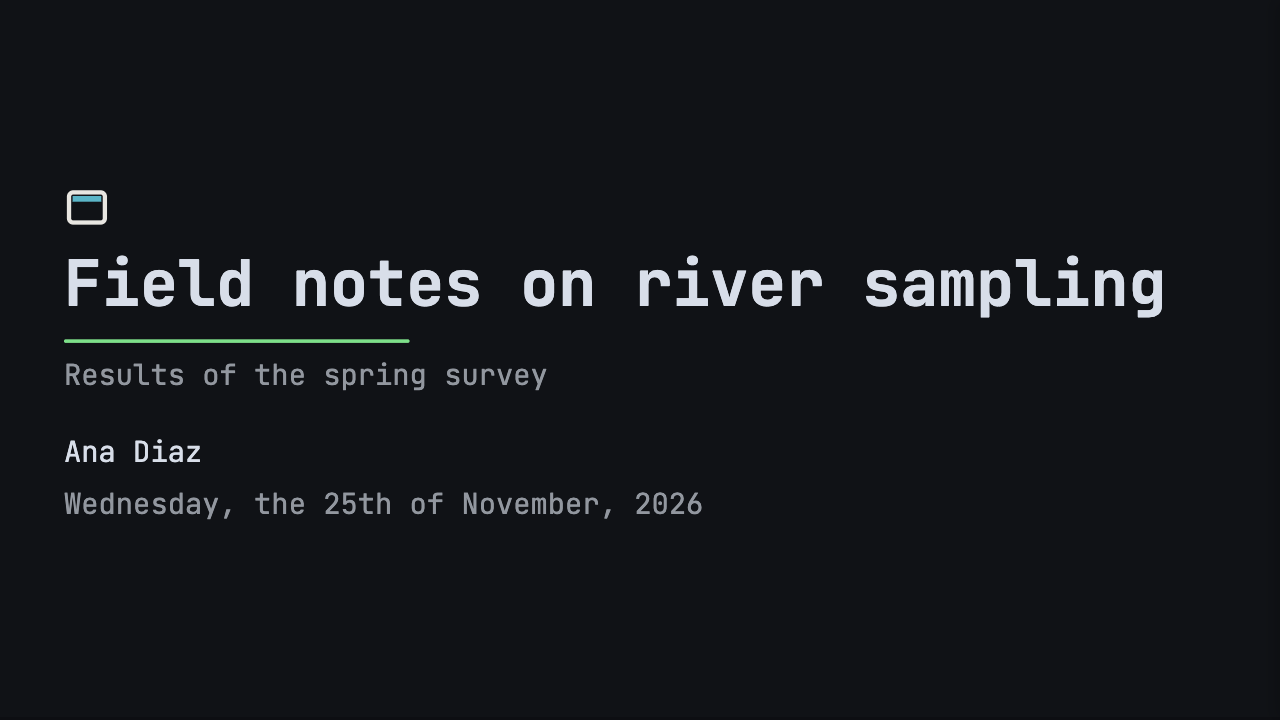 Field notes on river sampling
Results of the spring survey
Ana Diaz
Wednesday, the 25th of November, 2026